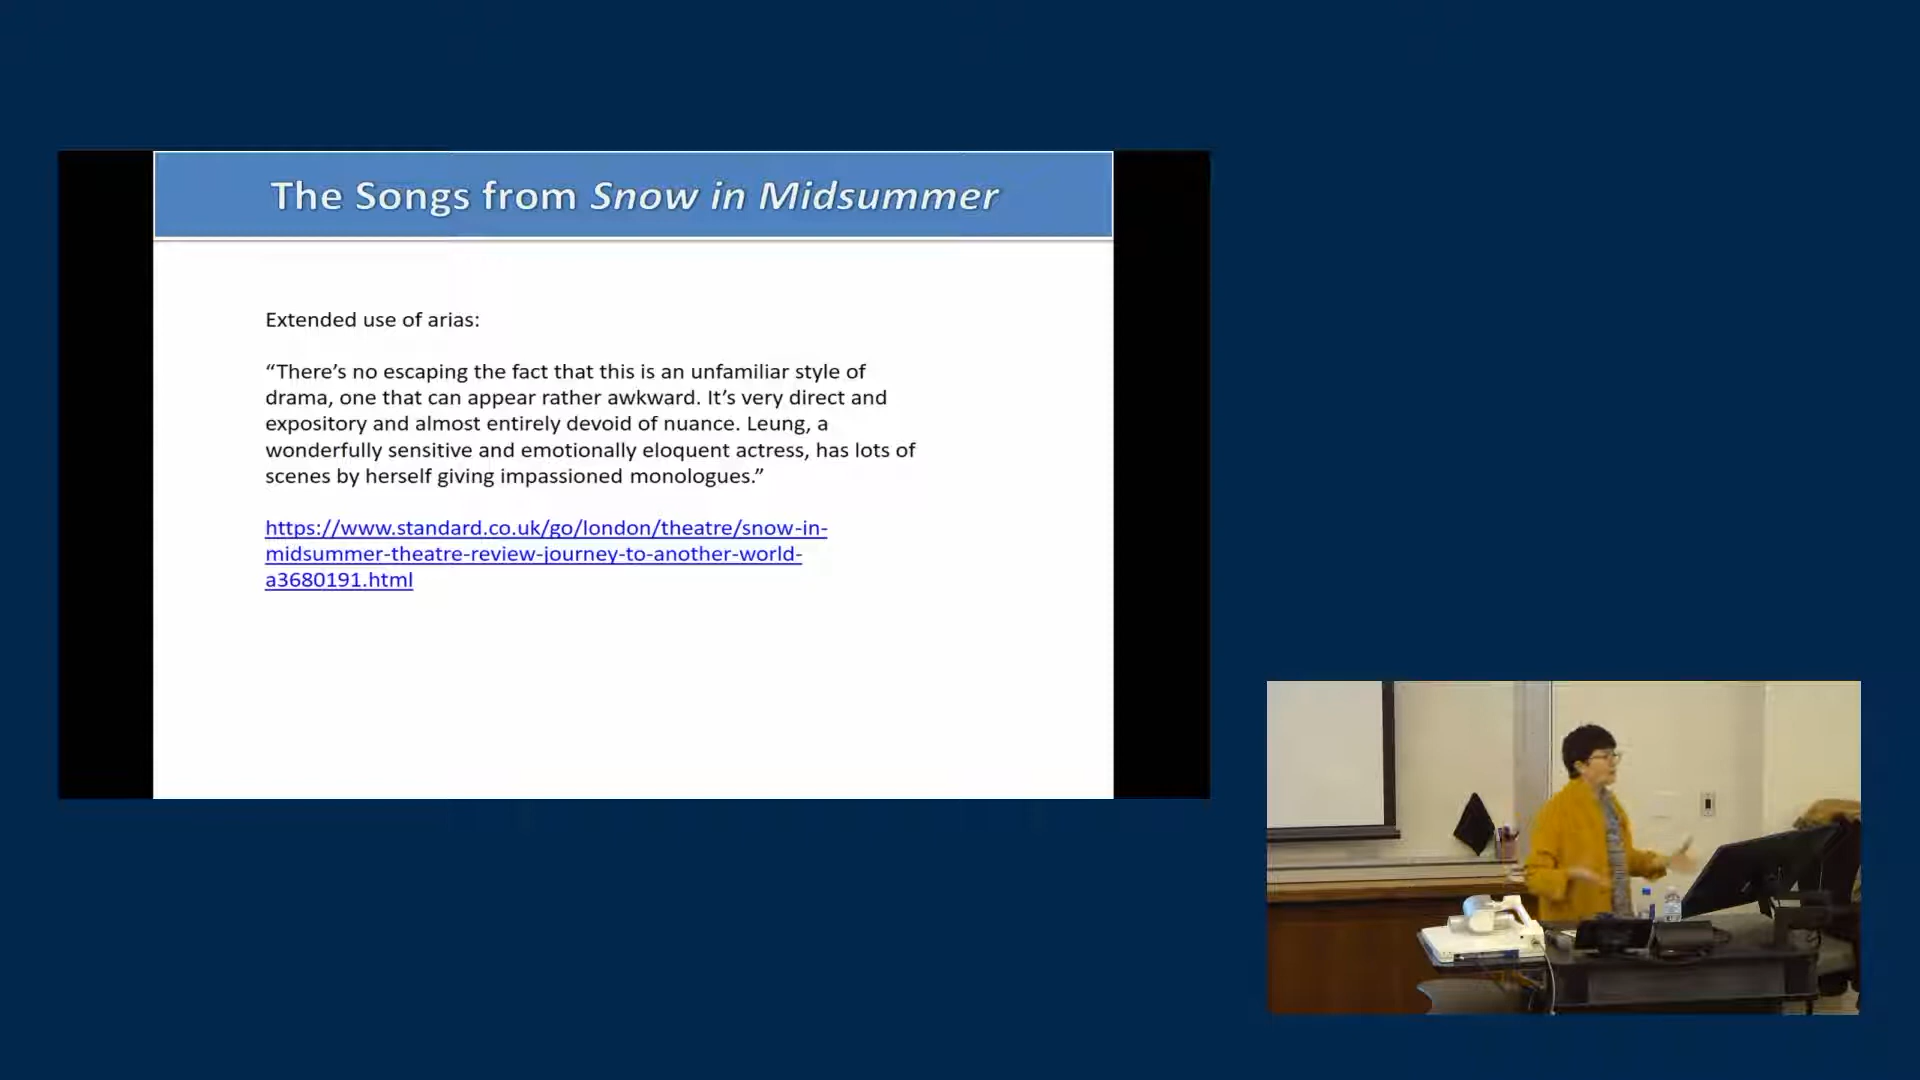 The Songs from Snow in Midsummer
Extended use of arias:
“There’s no escaping the fact that this is an unfamiliar style of
drama, one that can appear rather awkward. It’s very direct and
expository and almost entirely devoid of nuance. Leung, a
wonderfully sensitive and emotionally eloquent actress, has lots of
scenes by herself giving impassioned monologues.”
https://www.standard.co.uk/go/london/theatre/snow-in-
midsummer-theatre-review-journey-to-another-world-
a3680191.html